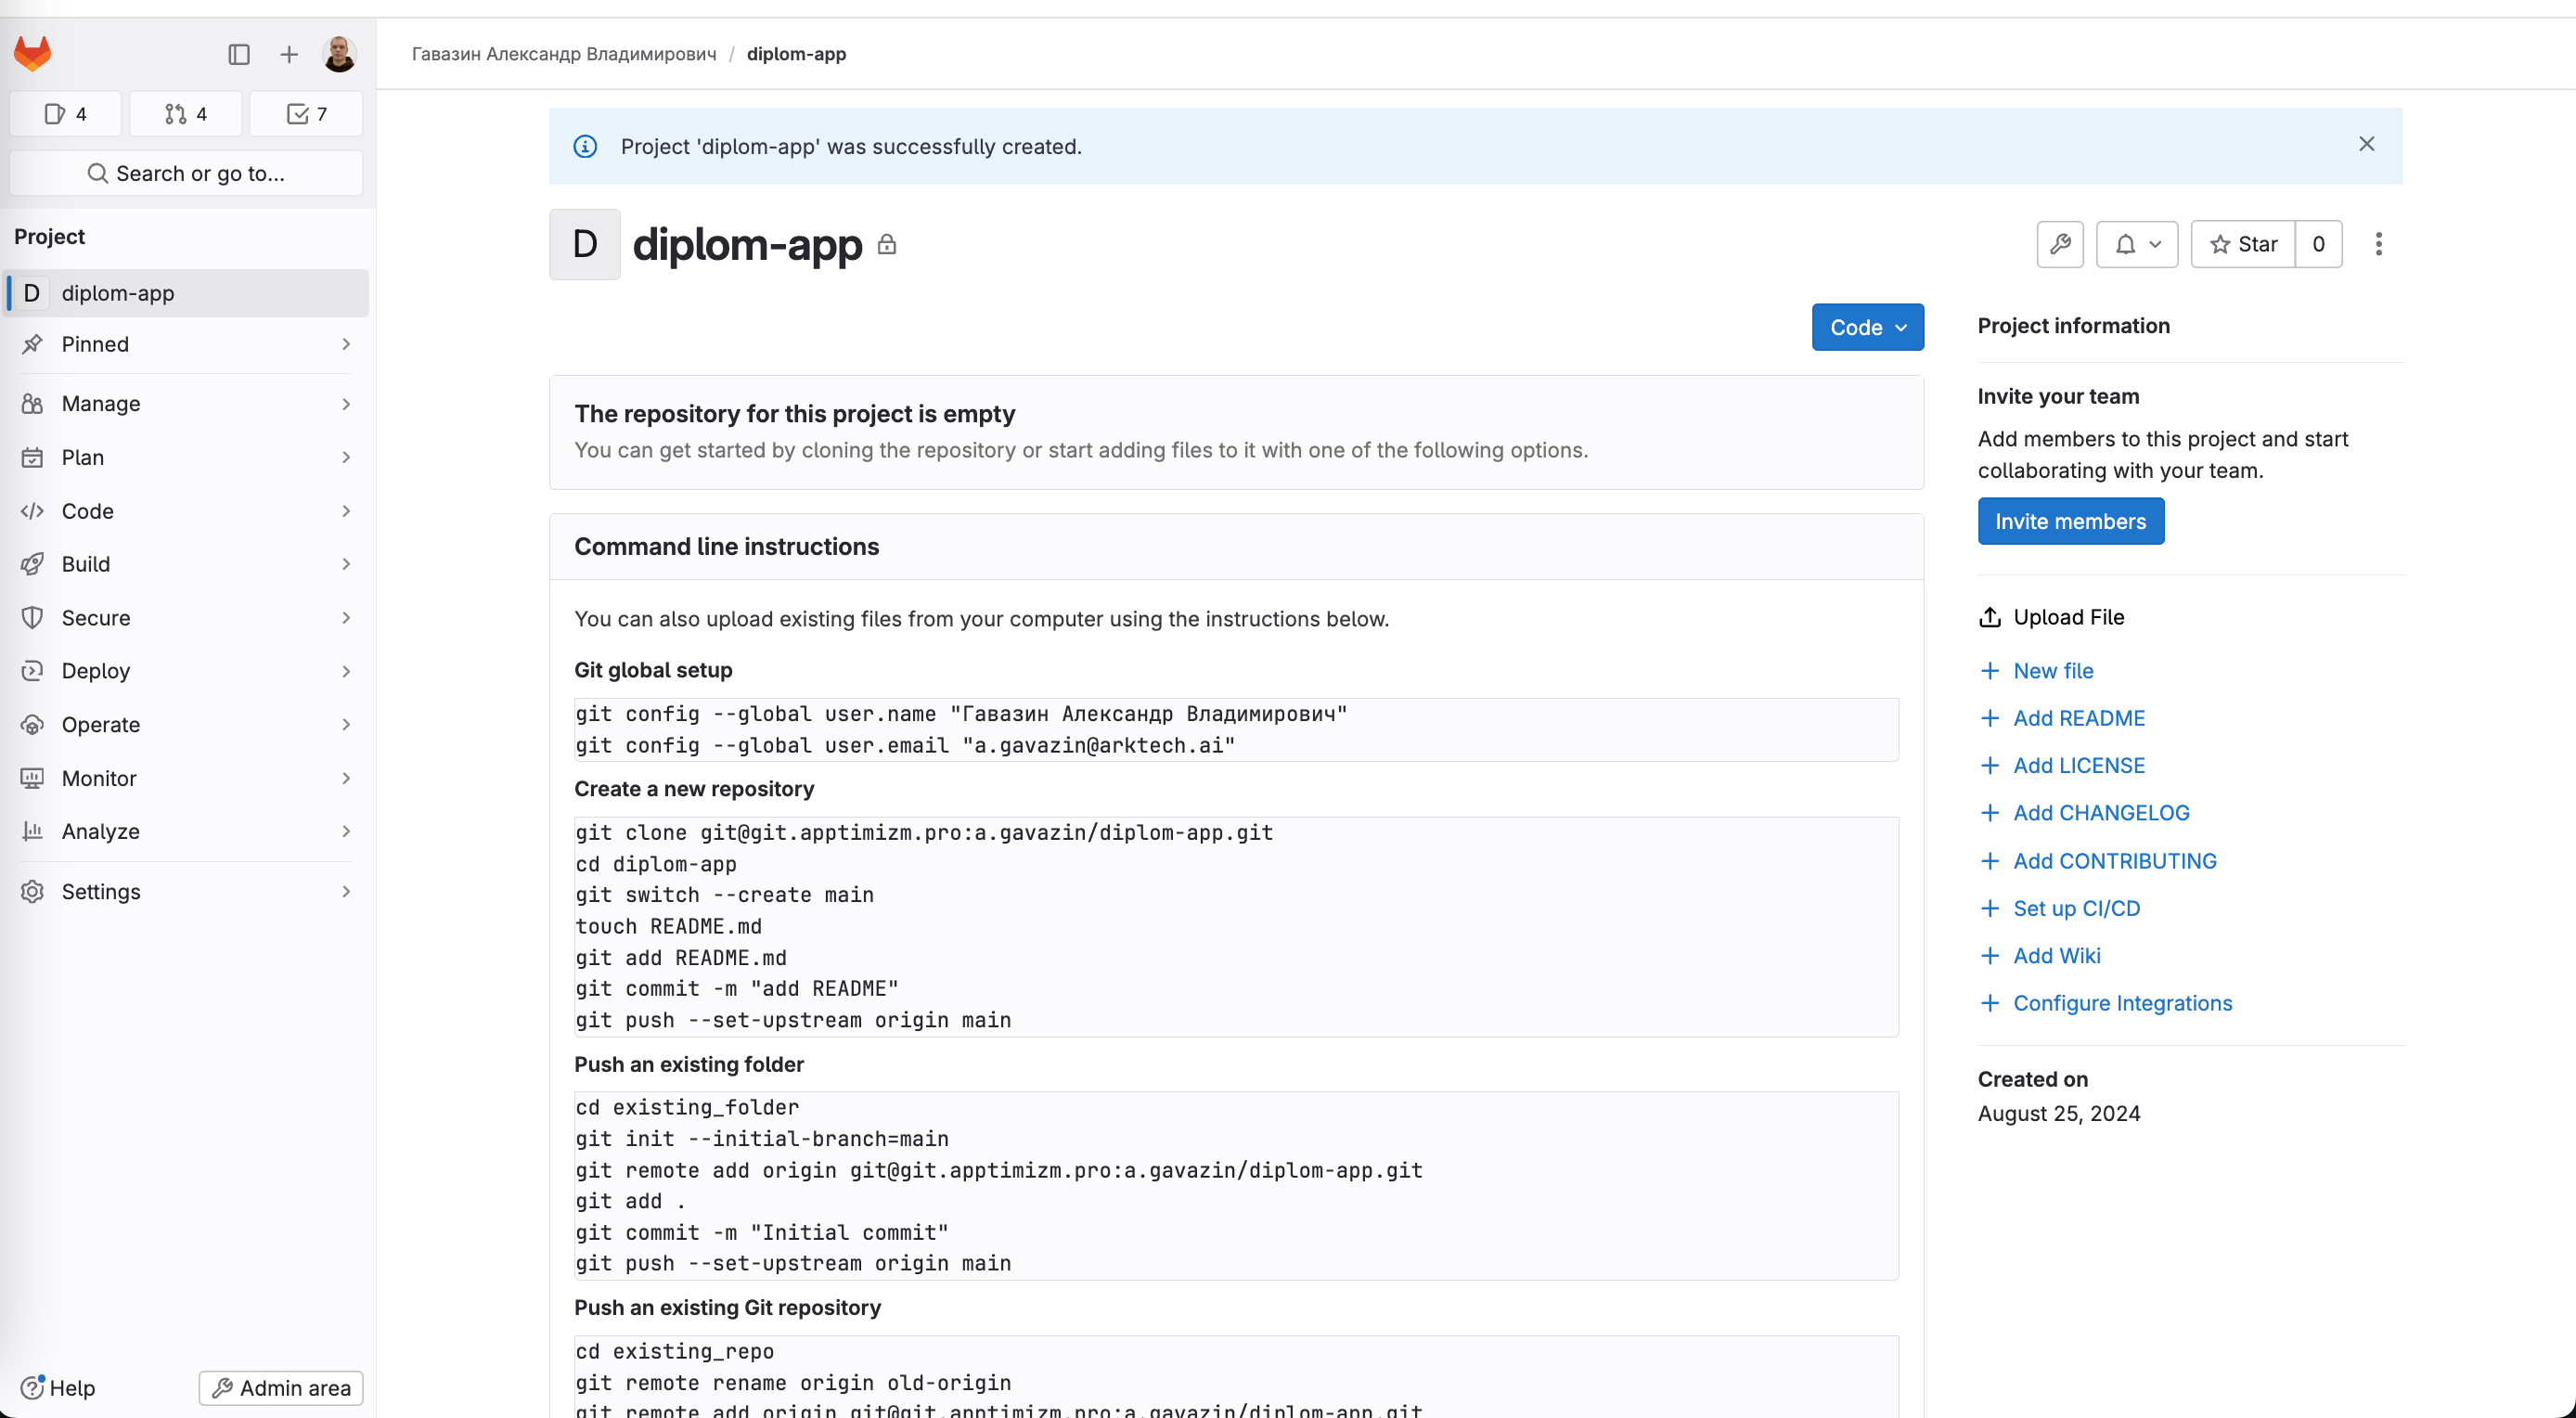 Гавазин Александр Владимирович / diplom-app
4 4 7
Search or go to...
Project
D diplom-app
Pinned
Manage
Plan
Code
Build
Secure
Deploy
Operate
Monitor
Analyze
Settings
Help
Admin area
Project 'diplom-app' was successfully created.
D diplom-app
Star 0
Code
The repository for this project is empty
You can get started by cloning the repository or start adding files to it with one of the following options.
Command line instructions
You can also upload existing files from your computer using the instructions below.
Git global setup
git config --global user.name "Гавазин Александр Владимирович"
git config --global user.email "a.gavazin@arktech.ai"
Create a new repository
git clone git@git.apptimizm.pro:a.gavazin/diplom-app.git
cd diplom-app
git switch --create main
touch README.md
git add README.md
git commit -m "add README"
git push --set-upstream origin main
Push an existing folder
cd existing_folder
git init --initial-branch=main
git remote add origin git@git.apptimizm.pro:a.gavazin/diplom-app.git
git add .
git commit -m "Initial commit"
git push --set-upstream origin main
Push an existing Git repository
cd existing_repo
git remote rename origin old-origin
git remote add origin git@git.apptimizm.pro:a.gavazin/diplom-app.git
Project information
Invite your team
Add members to this project and start
collaborating with your team.
Invite members
Upload File
New file
Add README
Add LICENSE
Add CHANGELOG
Add CONTRIBUTING
Set up CI/CD
Add Wiki
Configure Integrations
Created on
August 25, 2024